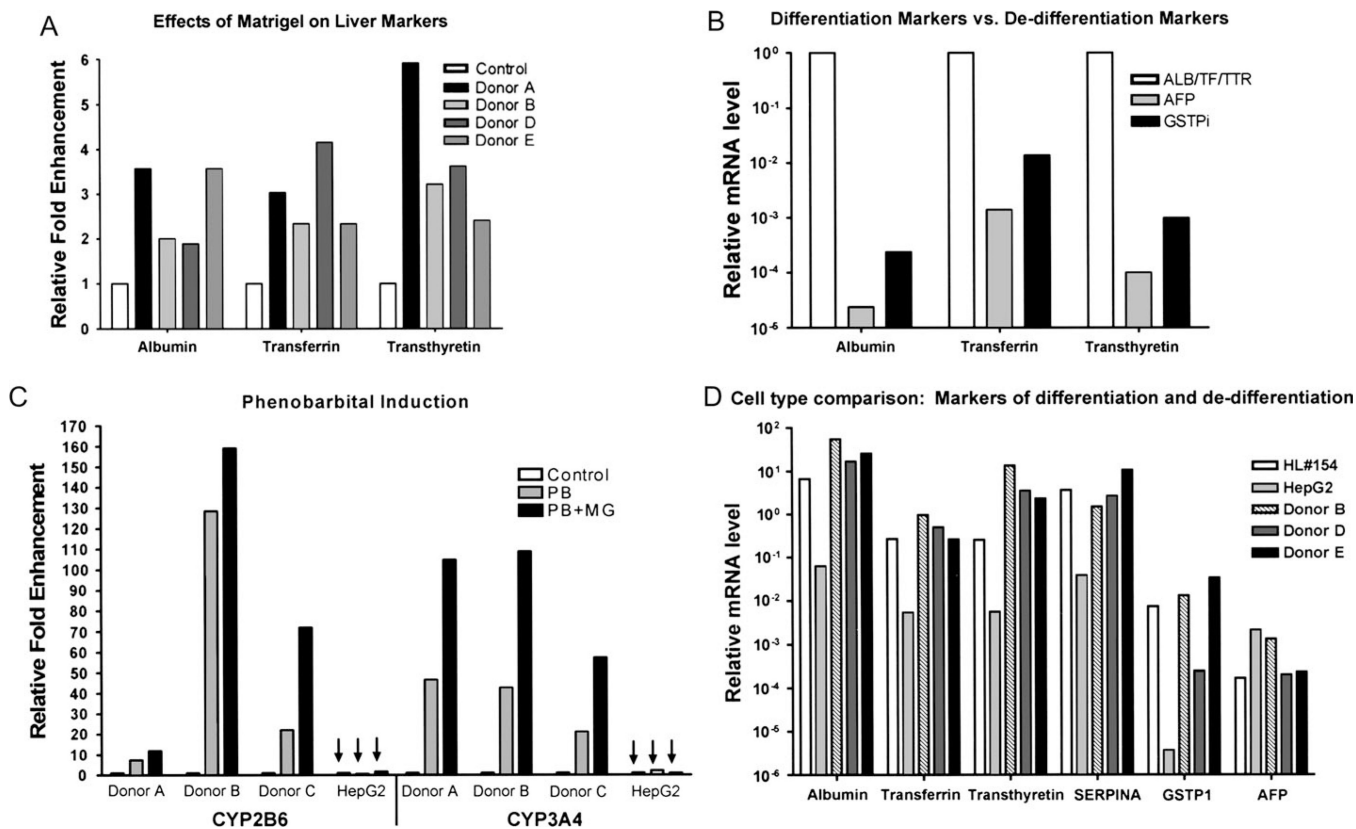 A
Effects of Matrigel on Liver Markers
Relative Fold Enhancement
6
5
4
3
2
1
0
Control
Donor A
Donor B
Donor D
Donor E
Albumin Transferrin Transthyretin
B
Differentiation Markers vs. De-differentiation Markers
Relative mRNA level
10⁰
10⁻¹
10⁻²
10⁻³
10⁻⁴
10⁻⁵
ALB/TF/TTR
AFP
GSTPi
Albumin Transferrin Transthyretin
C
Phenobarbital Induction
Relative Fold Enhancement
170
160
150
140
130
120
110
100
90
80
70
60
50
40
30
20
10
0
Control
PB
PB+MG
Donor A Donor B Donor C HepG2 Donor A Donor B Donor C HepG2
CYP2B6 CYP3A4
D Cell type comparison: Markers of differentiation and de-differentiation
Relative mRNA level
10²
10¹
10⁰
10⁻¹
10⁻²
10⁻³
10⁻⁴
10⁻⁵
10⁻⁶
HL#154
HepG2
Donor B
Donor D
Donor E
Albumin Transferrin Transthyretin SERPINA GSTP1 AFP